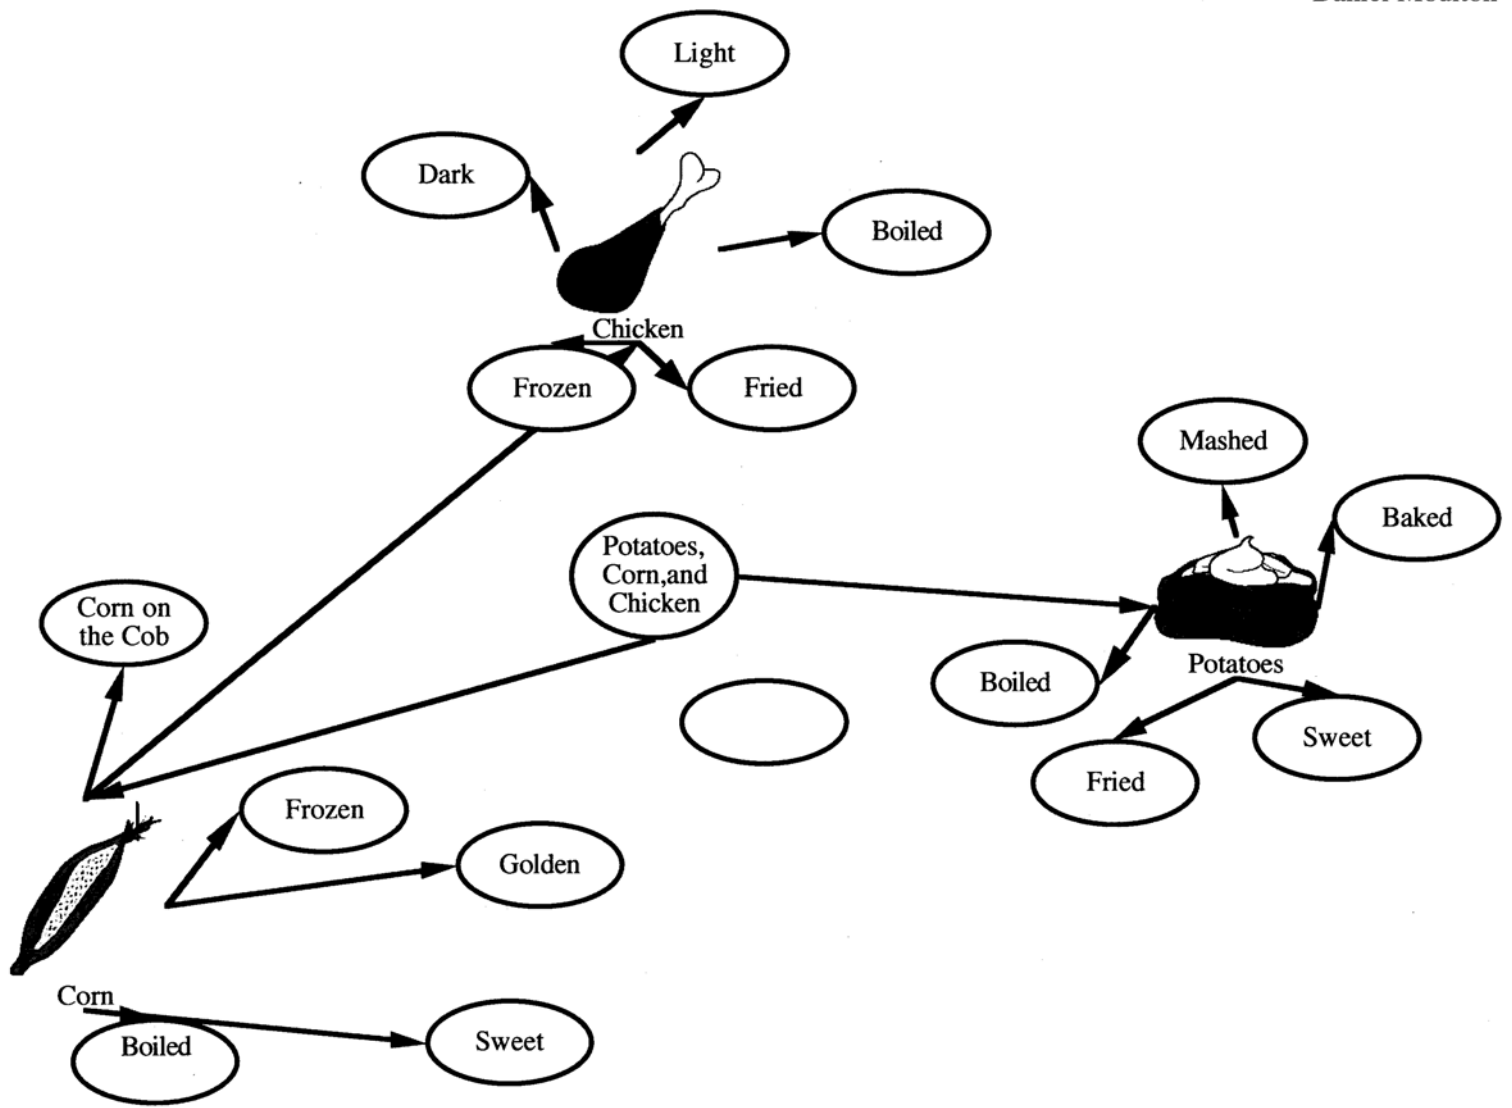 Light
Dark
Boiled
Chicken
Frozen
Fried
Mashed
Baked
Potatoes,
Corn,and
Chicken
Corn on
the Cob
Potatoes
Boiled
Sweet
Fried
Frozen
Golden
Corn
Boiled
Sweet